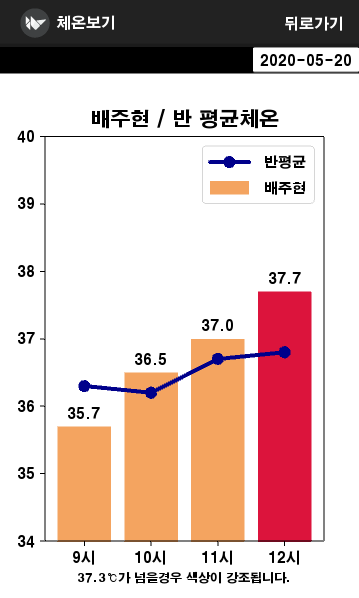 체온보기 뒤로가기
2020-05-20
배주현 / 반 평균체온
반평균
배주현
40
39
38
37
36
35
34
35.7
36.5
37.0
37.7
9시 10시 11시 12시
37.3℃가 넘을경우 색상이 강조됩니다.